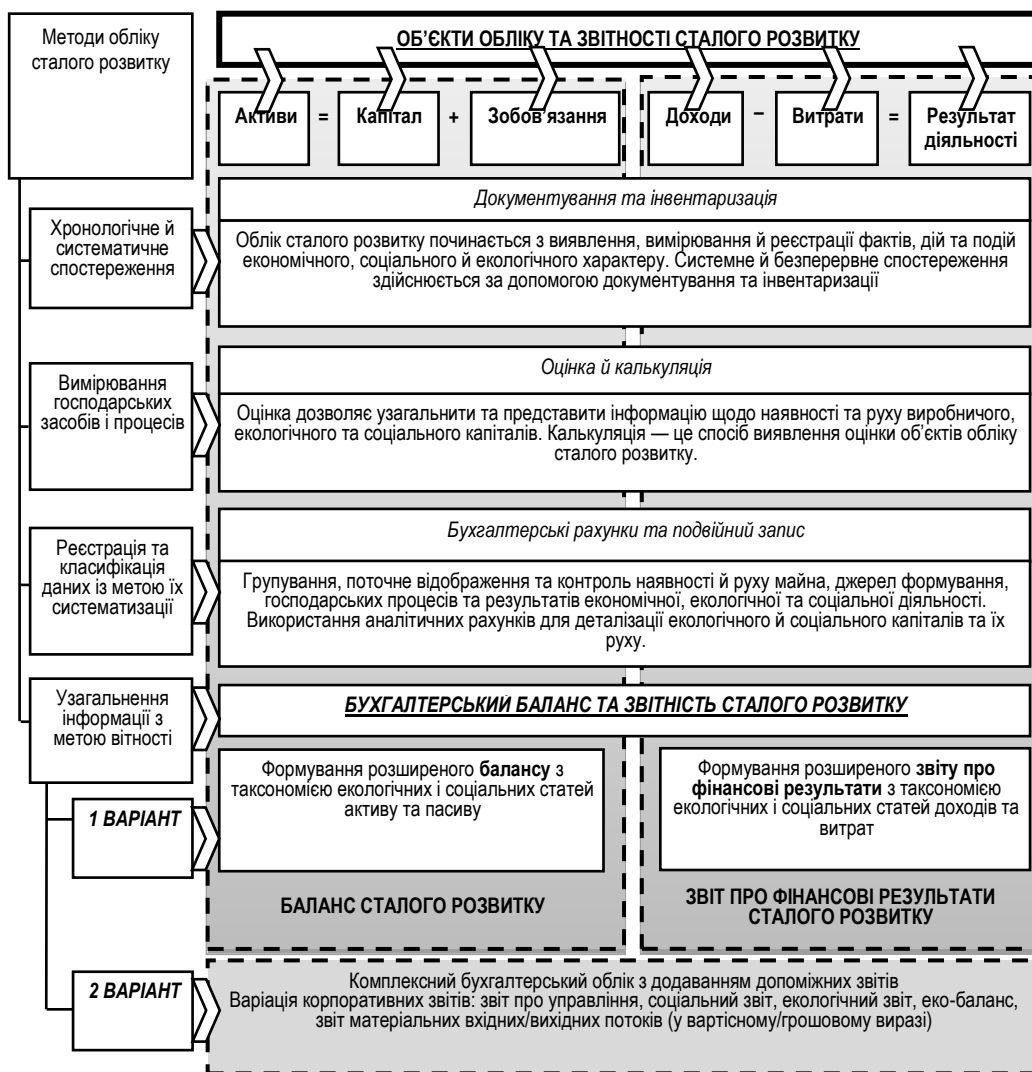 Методи обліку
сталого розвитку
ОБ’ЄКТИ ОБЛІКУ ТА ЗВІТНОСТІ СТАЛОГО РОЗВИТКУ
Активи = Капітал + Зобов’язання Доходи – Витрати = Результат
діяльності
Хронологічне й
систематичне
спостереження
Документування та інвентаризація
Облік сталого розвитку починається з виявлення, вимірювання й реєстрації фактів, дій та подій
економічного, соціального й екологічного характеру. Системне й безперервне спостереження
здійснюється за допомогою документування та інвентаризації
Вимірювання
господарських
засобів і процесів
Оцінка й калькуляція
Оцінка дозволяє узагальнити та представити інформацію щодо наявності та руху виробничого,
екологічного та соціального капіталів. Калькуляція — це спосіб виявлення оцінки об’єктів обліку
сталого розвитку.
Реєстрація та
класифікація
даних із метою їх
систематизації
Бухгалтерські рахунки та подвійний запис
Групування, поточне відображення та контроль наявності й руху майна, джерел формування,
господарських процесів та результатів економічної, екологічної та соціальної діяльності.
Використання аналітичних рахунків для деталізації екологічного й соціального капіталів та їх
руху.
Узагальнення
інформації з
метою вітності
БУХГАЛТЕРСЬКИЙ БАЛАНС ТА ЗВІТНІСТЬ СТАЛОГО РОЗВИТКУ
1 ВАРІАНТ
Формування розширеного балансу з
таксономією екологічних і соціальних статей
активу та пасиву
Формування розширеного звіту про
фінансові результати з таксономією
екологічних і соціальних статей доходів та
витрат
БАЛАНС СТАЛОГО РОЗВИТКУ
ЗВІТ ПРО ФІНАНСОВІ РЕЗУЛЬТАТИ
СТАЛОГО РОЗВИТКУ
2 ВАРІАНТ
Комплексний бухгалтерський облік з додаванням допоміжних звітів
Варіація корпоративних звітів: звіт про управління, соціальний звіт, екологічний звіт, еко-баланс,
звіт матеріальних вхідних/вихідних потоків (у вартісному/грошовому виразі)